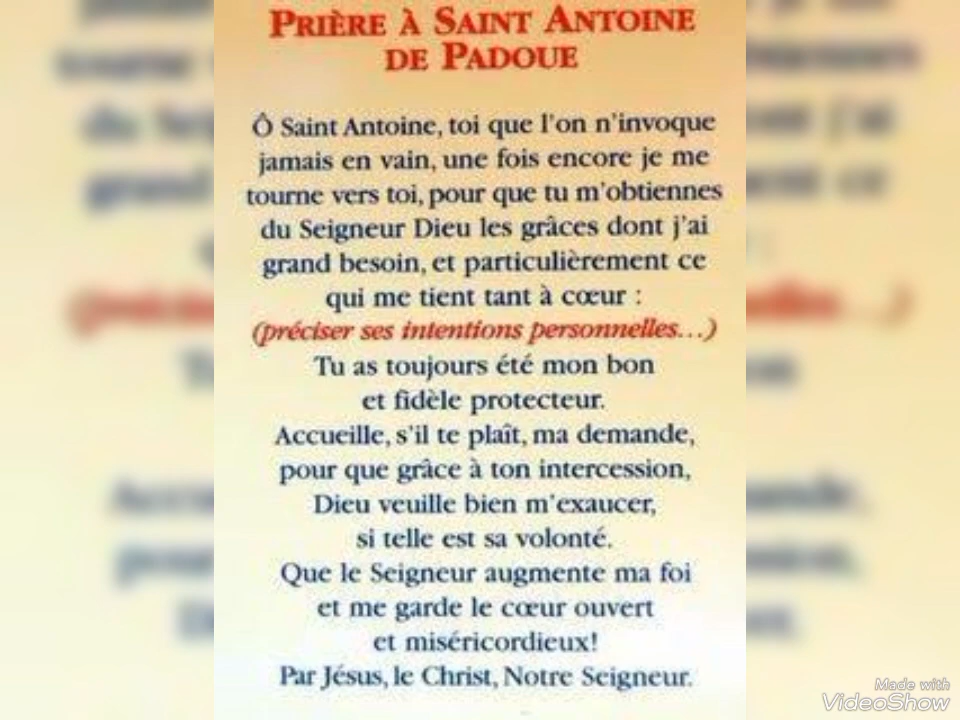 PRIÈRE À SAINT ANTOINE
DE PADOUE
Ô Saint Antoine, toi que l'on n'invoque
jamais en vain, une fois encore je me
tourne vers toi, pour que tu m'obtiennes
du Seigneur Dieu les grâces dont j'ai
grand besoin, et particulièrement ce
qui me tient tant à cœur :
(préciser ses intentions personnelles...)
Tu as toujours été mon bon
et fidèle protecteur.
Accueille, s'il te plaît, ma demande,
pour que grâce à ton intercession,
Dieu veuille bien m'exaucer,
si telle est sa volonté.
Que le Seigneur augmente ma foi
et me garde le cœur ouvert
et miséricordieux!
Par Jésus, le Christ, Notre Seigneur.
Made with
VideoShow